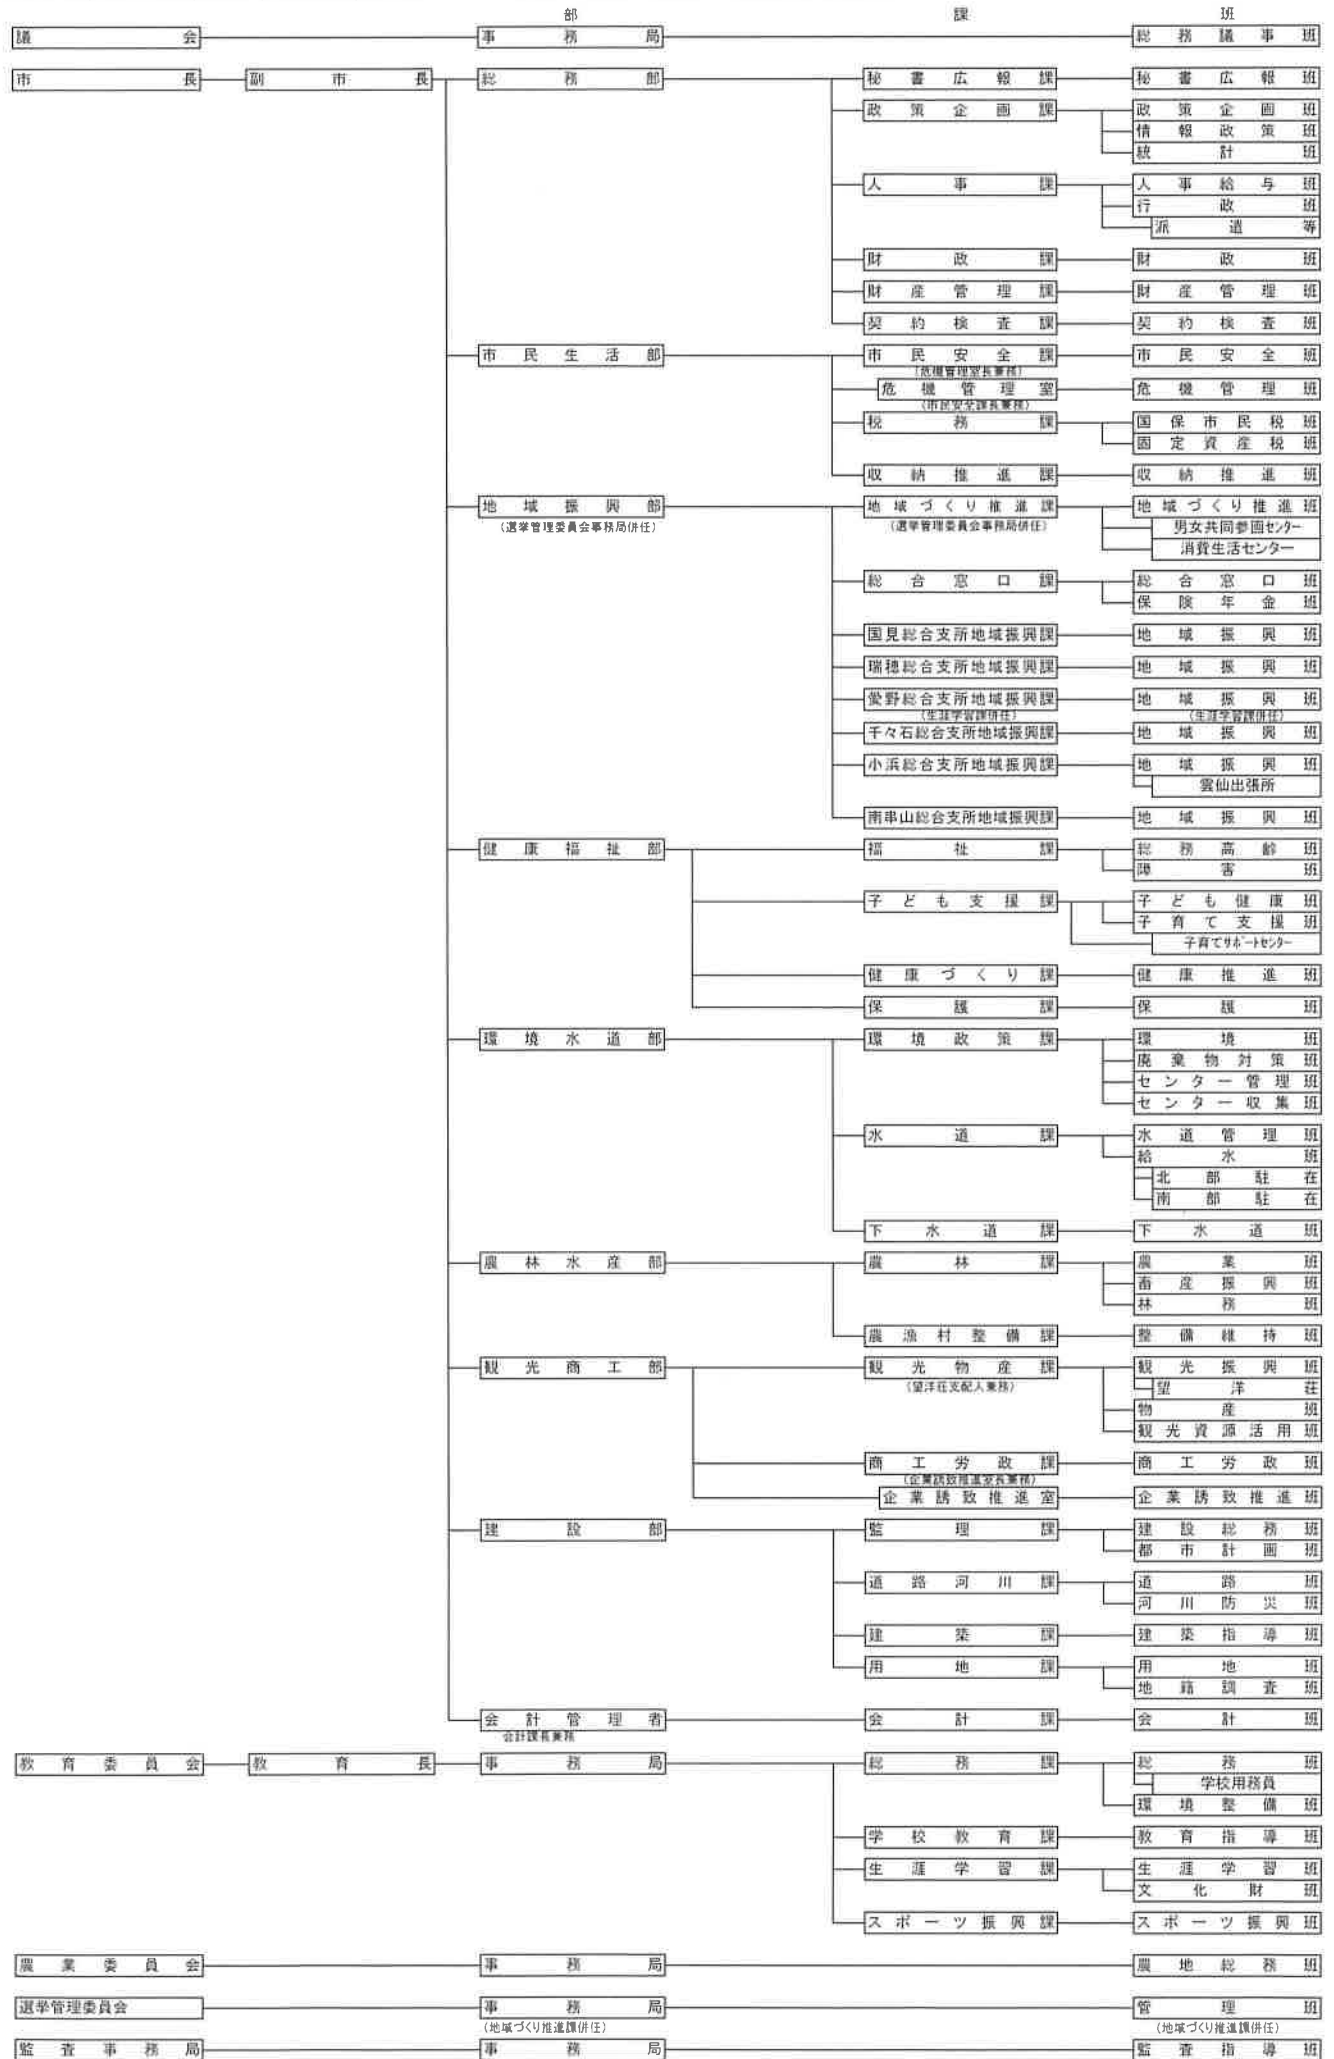 部 課 班
議会 事務局 総務議事班
市長 副市長 総務部 秘書広報課 秘書広報班
政策企画課 政策企画班
情報政策班
統計班
人事課 人事給与班
行政班
派遣等
財政課 財政班
財産管理課 財産管理班
契約検査課 契約検査班
市民生活部 市民安全課 市民安全班
(危機管理室長兼務)
危機管理室 危機管理班
(市民安全課長兼務)
税務課 国保市民税班
固定資産税班
収納推進課 収納推進班
地域振興部 地域づくり推進課 地域づくり推進班
(選挙管理委員会事務局併任) (選挙管理委員会事務局併任) 男女共同参画センター
消費生活センター
総合窓口課 総合窓口班
保険年金班
国見総合支所地域振興課 地域振興班
瑞穂総合支所地域振興課 地域振興班
愛野総合支所地域振興課 地域振興班
(生涯学習課併任) (生涯学習課併任)
千々石総合支所地域振興課 地域振興班
小浜総合支所地域振興課 地域振興班
雲仙出張所
南串山総合支所地域振興課 地域振興班
健康福祉部 福祉課 総務高齢班
障害班
子ども支援課 子ども健康班
子育て支援班
子育てサポートセンター
健康づくり課 健康推進班
保護課 保護班
環境水道部 環境政策課 環境班
廃棄物対策班
センター管理班
センター収集班
水道課 水道管理班
給水班
北部駐在
南部駐在
下水道課 下水道班
農林水産部 農林課 農業班
畜産振興班
林務班
農漁村整備課 整備維持班
観光商工部 観光物産課 観光振興班
(望洋荘支配人兼務) 望洋荘
物産班
観光資源活用班
商工労政課 商工労政班
(企業誘致推進室長兼務)
企業誘致推進室 企業誘致推進班
建設部 監理課 建設総務班
都市計画班
道路河川課 道路班
河川防災班
建築課 建築指導班
用地課 用地班
地籍調査班
会計管理者 会計課 会計班
会計課長兼務
教育委員会 教育長 事務局 総務課 総務班
学校用務員
環境整備班
学校教育課 教育指導班
生涯学習課 生涯学習班
文化財班
スポーツ振興課 スポーツ振興班
農業委員会 事務局 農地総務班
選挙管理委員会 事務局 管理班
(地域づくり推進課併任) (地域づくり推進課併任)
監査事務局 事務局 監査指導班